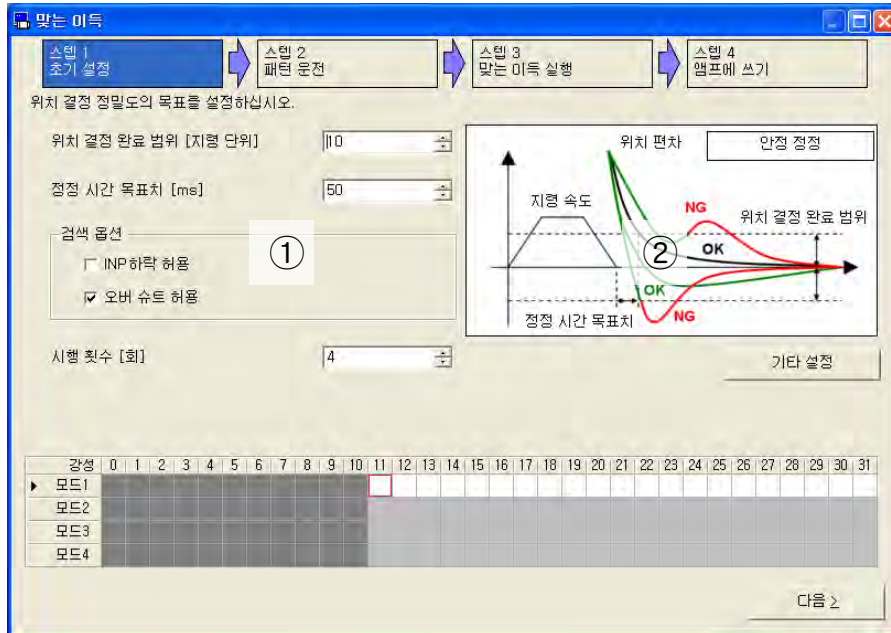 맞는 이득
스텝 1
초기 설정
스텝 2
패턴 운전
스텝 3
맞는 이득 실행
스텝 4
앰프에 쓰기
위치 결정 정밀도의 목표를 설정하십시오.
위치 결정 완료 범위 [지령 단위]
10
정정 시간 목표치 [ms]
50
검색 옵션
INP하락 허용
오버 슈트 허용
①
시행 횟수 [회]
4
위치 편차
안정 정정
지령 속도
NG
위치 결정 완료 범위
②
OK
OK
정정 시간 목표치
NG
기타 설정
강성 0 1 2 3 4 5 6 7 8 9 10 11 12 13 14 15 16 17 18 19 20 21 22 23 24 25 26 27 28 29 30 31
모드1
모드2
모드3
모드4
다음 >